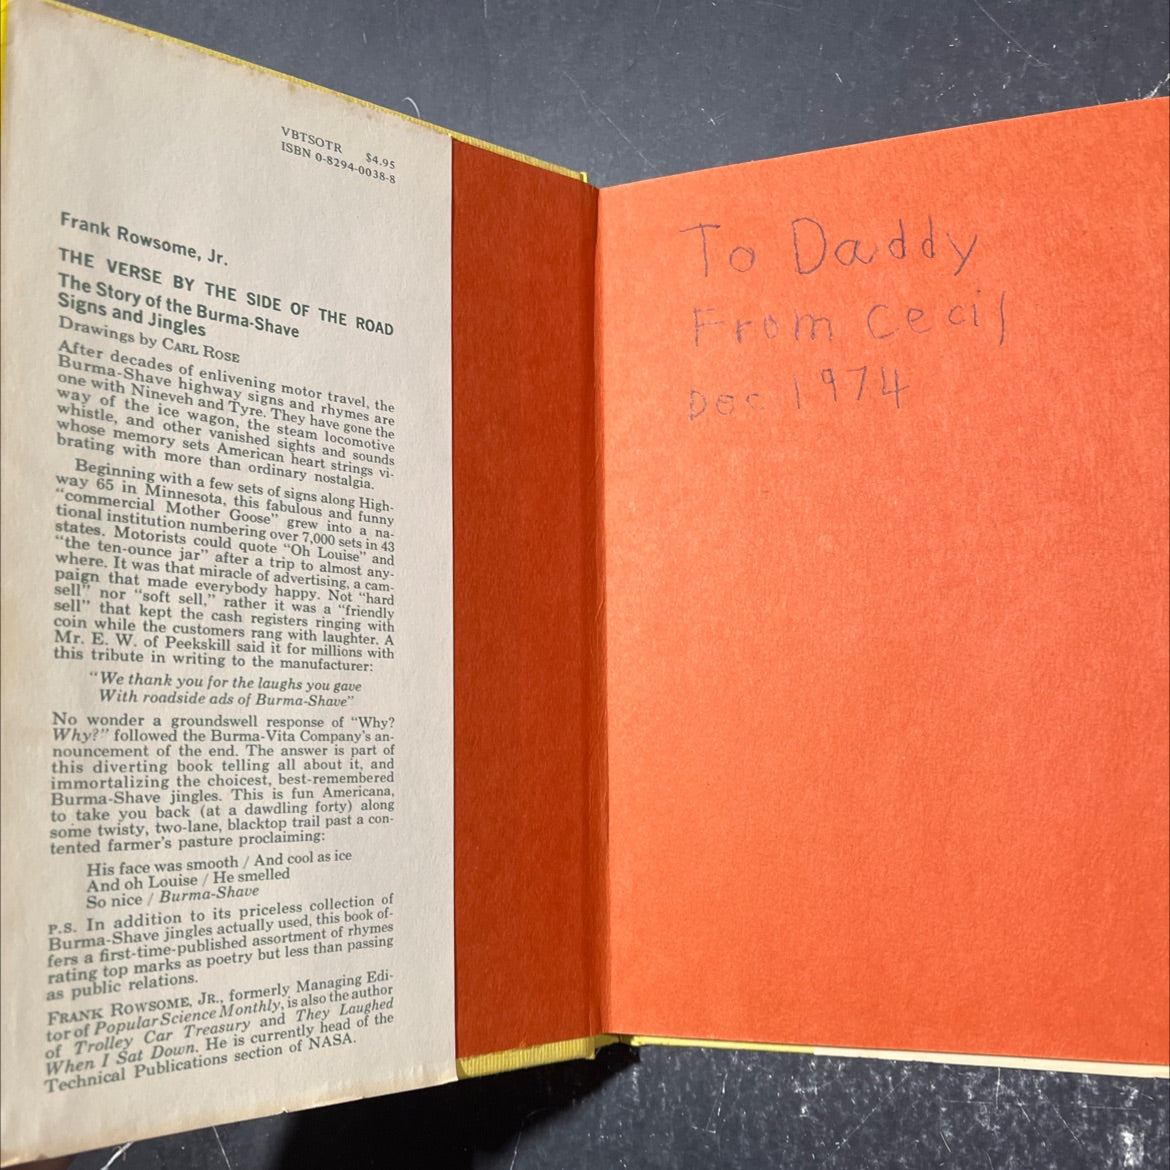 VBTSOTR $4.95
ISBN 0-8294-0038-8
Frank Rowsome, Jr.
THE VERSE BY THE SIDE OF THE ROAD
The Story of the Burma-Shave
Signs and Jingles
Drawings by CARL ROSE
After decades of enlivening motor travel, the
Burma-Shave highway signs and rhymes are
one with Nineveh and Tyre. They have gone the
way of the ice wagon, the steam locomotive
whistle, and other vanished sights and sounds
whose memory sets American heart strings vi-
brating with more than ordinary nostalgia.
Beginning with a few sets of signs along High-
way 65 in Minnesota, this fabulous and funny
"commercial Mother Goose" grew into a na-
tional institution numbering over 7,000 sets in 43
states. Motorists could quote "Oh Louise" and
"the ten-ounce jar" after a trip to almost any-
where. It was that miracle of advertising, a cam-
paign that made everybody happy. Not "hard
sell" nor "soft sell," rather it was a "friendly
sell" that kept the cash registers ringing with
coin while the customers rang with laughter. A
Mr. E. W. of Peekskill said it for millions with
this tribute in writing to the manufacturer:
"We thank you for the laughs you gave
With roadside ads of Burma-Shave"
No wonder a groundswell response of "Why?
Why?" followed the Burma-Vita Company's an-
nouncement of the end. The answer is part of
this diverting book telling all about it, and
immortalizing the choicest, best-remembered
Burma-Shave jingles. This is fun Americana,
to take you back (at a dawdling forty) along
some twisty, two-lane, blacktop trail past a con-
tented farmer's pasture proclaiming:
His face was smooth / And cool as ice
And oh Louise / He smelled
So nice / Burma-Shave
P.S. In addition to its priceless collection of
Burma-Shave jingles actually used, this book of-
fers a first-time-published assortment of rhymes
rating top marks as poetry but less than passing
as public relations.
FRANK ROWSOME, JR., formerly Managing Edi-
tor of Popular Science Monthly, is also the author
of Trolley Car Treasury and They Laughed
When I Sat Down. He is currently head of the
Technical Publications section of NASA.
To Daddy
From Cecil
Dec 1974